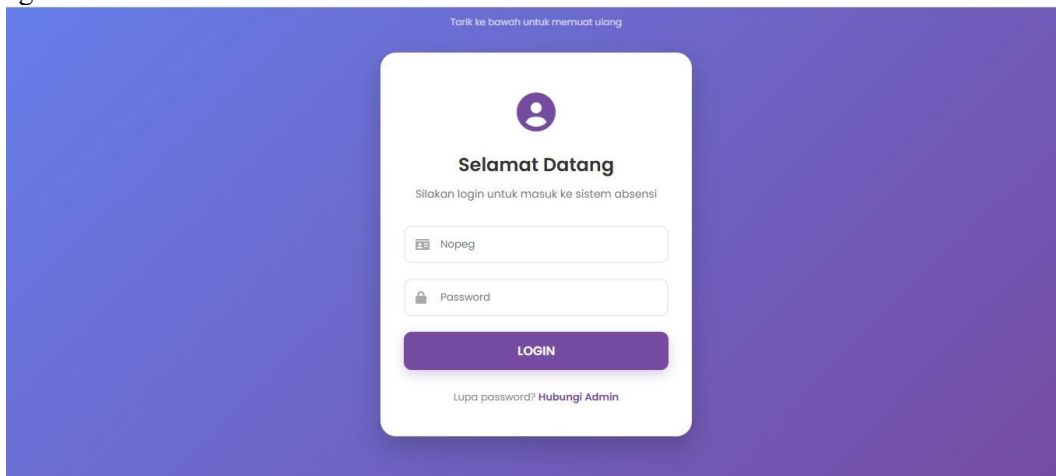 Tarik ke bawah untuk memuat ulang
Selamat Datang
Silakan login untuk masuk ke sistem absensi
Nopeg
Password
LOGIN
Lupa password? Hubungi Admin